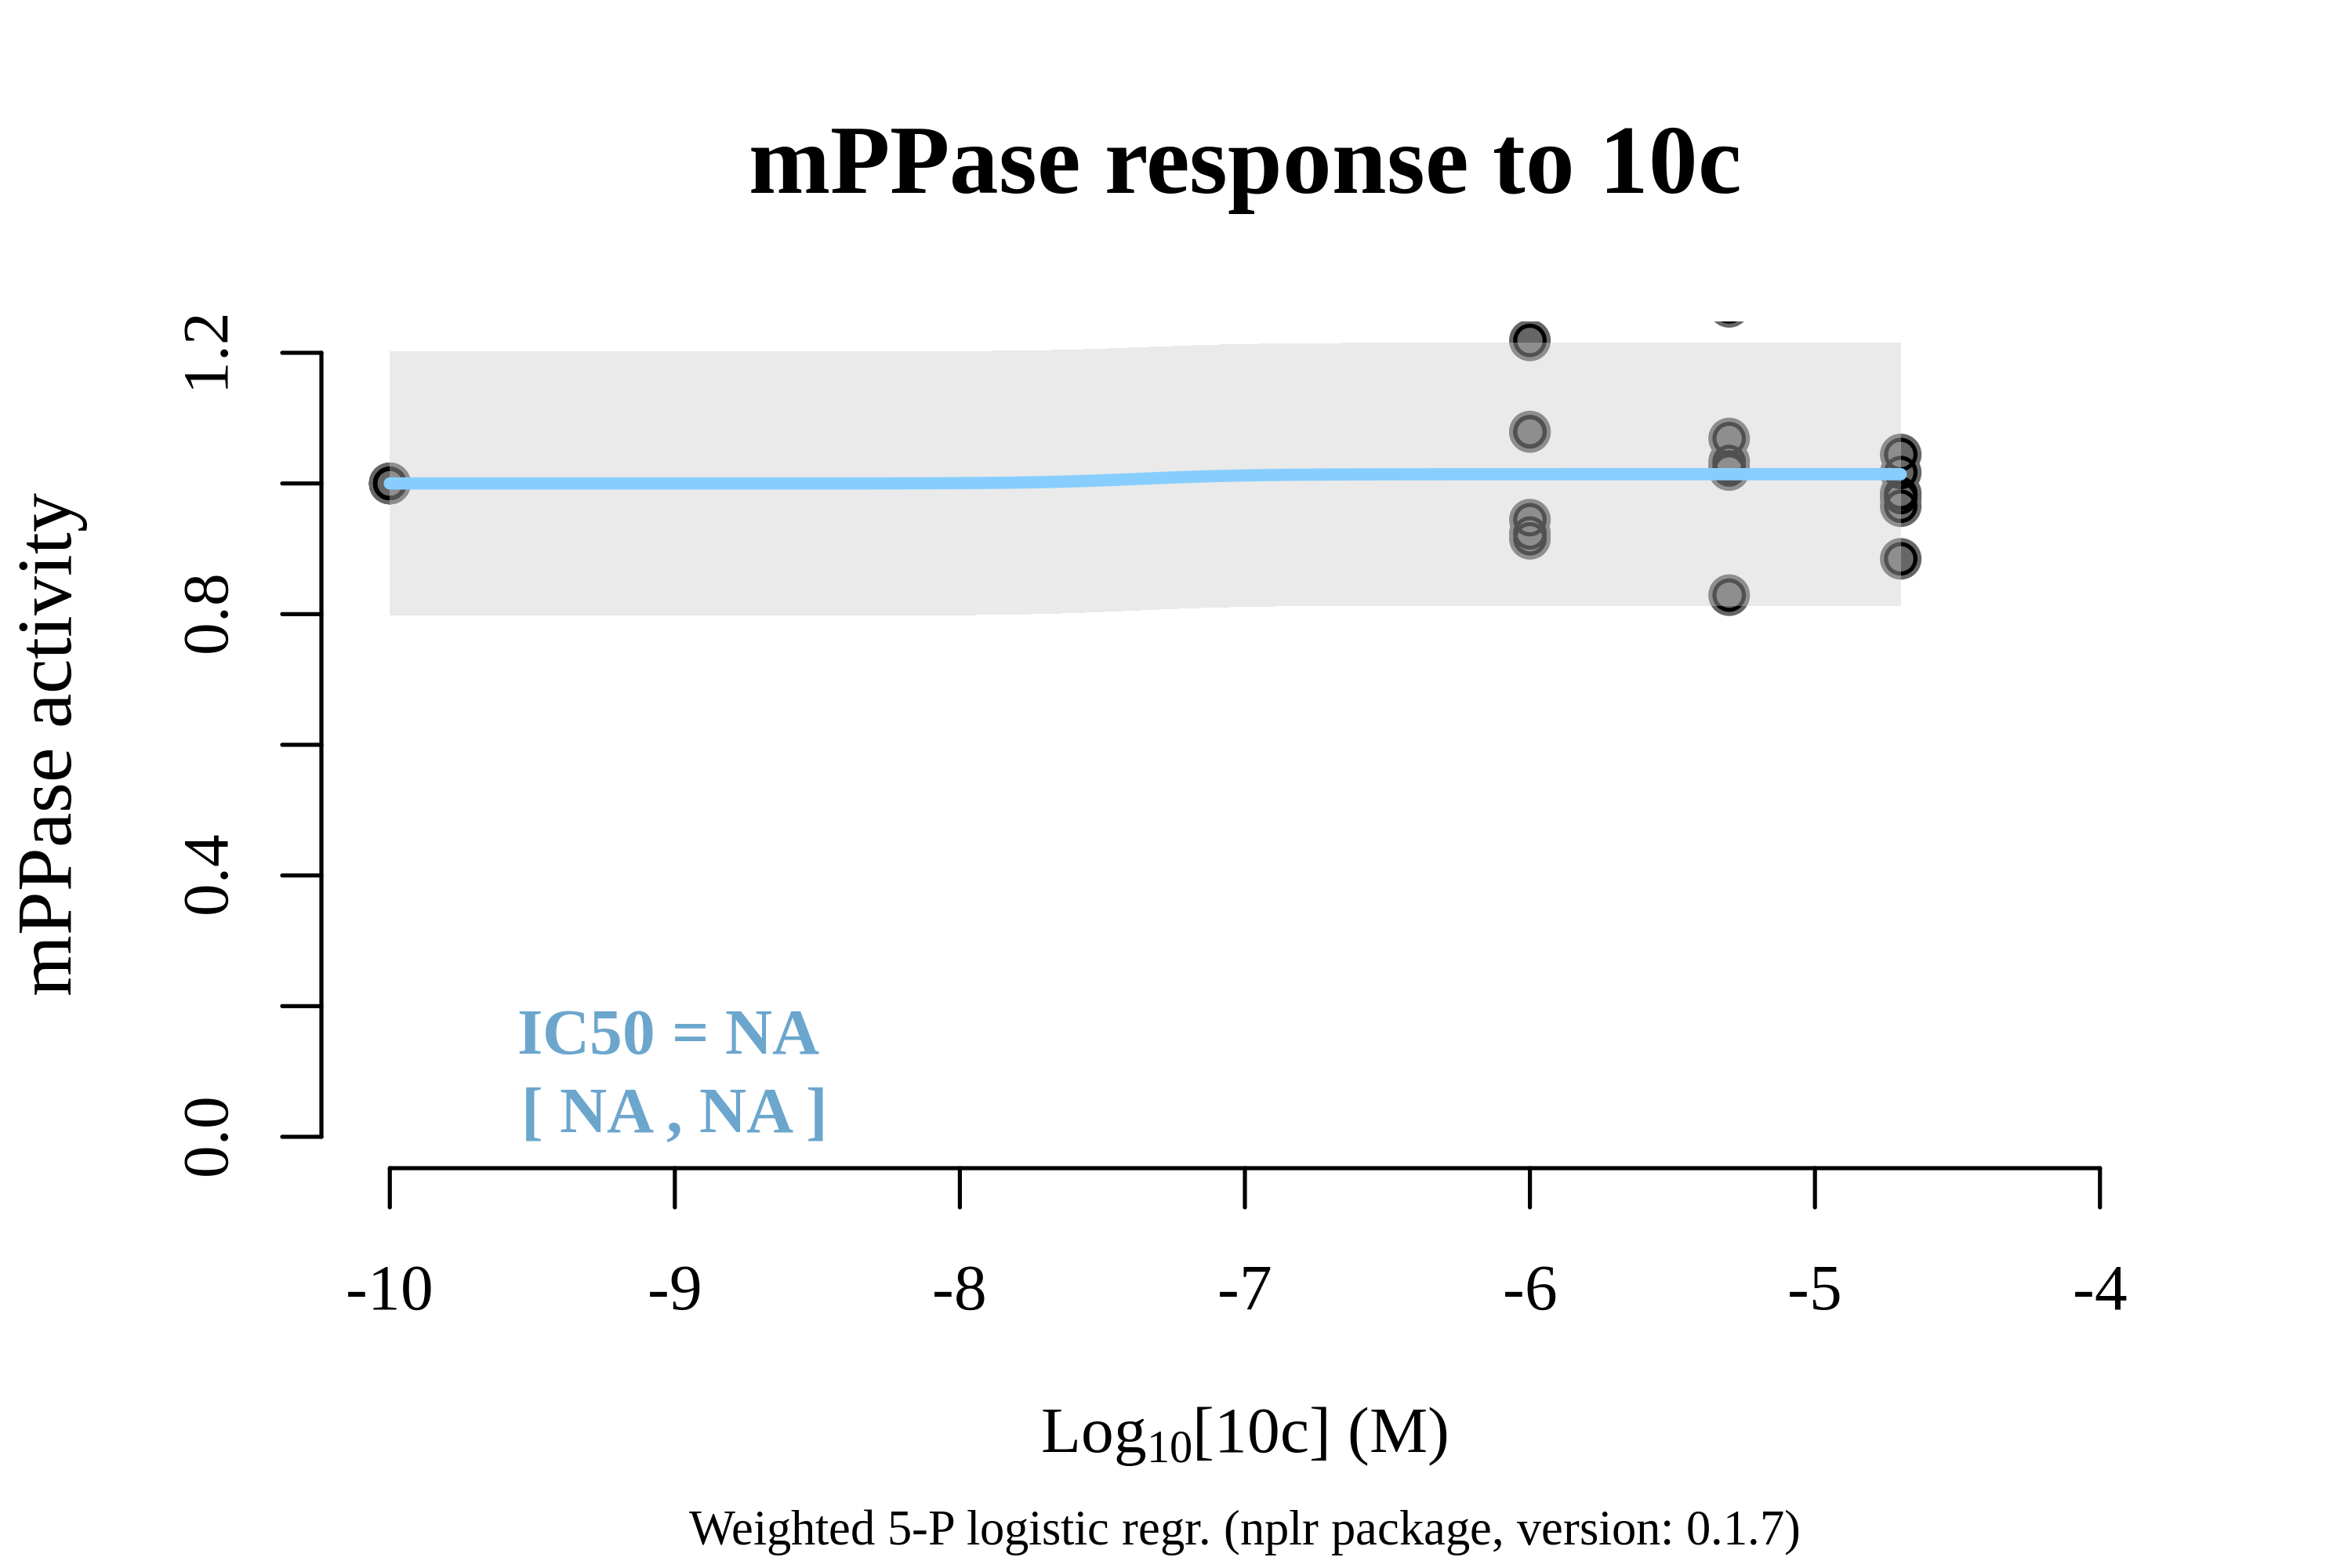 mPPase response to 10c
mPPase activity
1.2
0.8
0.4
0.0
IC50 = NA
[ NA , NA ]
-10 -9 -8 -7 -6 -5 -4
Log10[10c] (M)
Weighted 5-P logistic regr. (nplr package, version: 0.1.7)